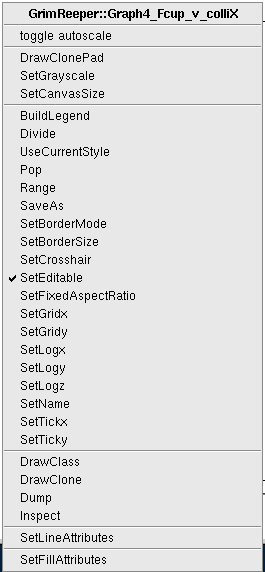 GrimReeper::Graph4_Fcup_v_colliX
toggle autoscale
DrawClonePad
SetGrayscale
SetCanvasSize
BuildLegend
Divide
UseCurrentStyle
Pop
Range
SaveAs
SetBorderMode
SetBorderSize
SetCrosshair
SetEditable
SetFixedAspectRatio
SetGridx
SetGridy
SetLogx
SetLogy
SetLogz
SetName
SetTickx
SetTicky
DrawClass
DrawClone
Dump
Inspect
SetLineAttributes
SetFillAttributes